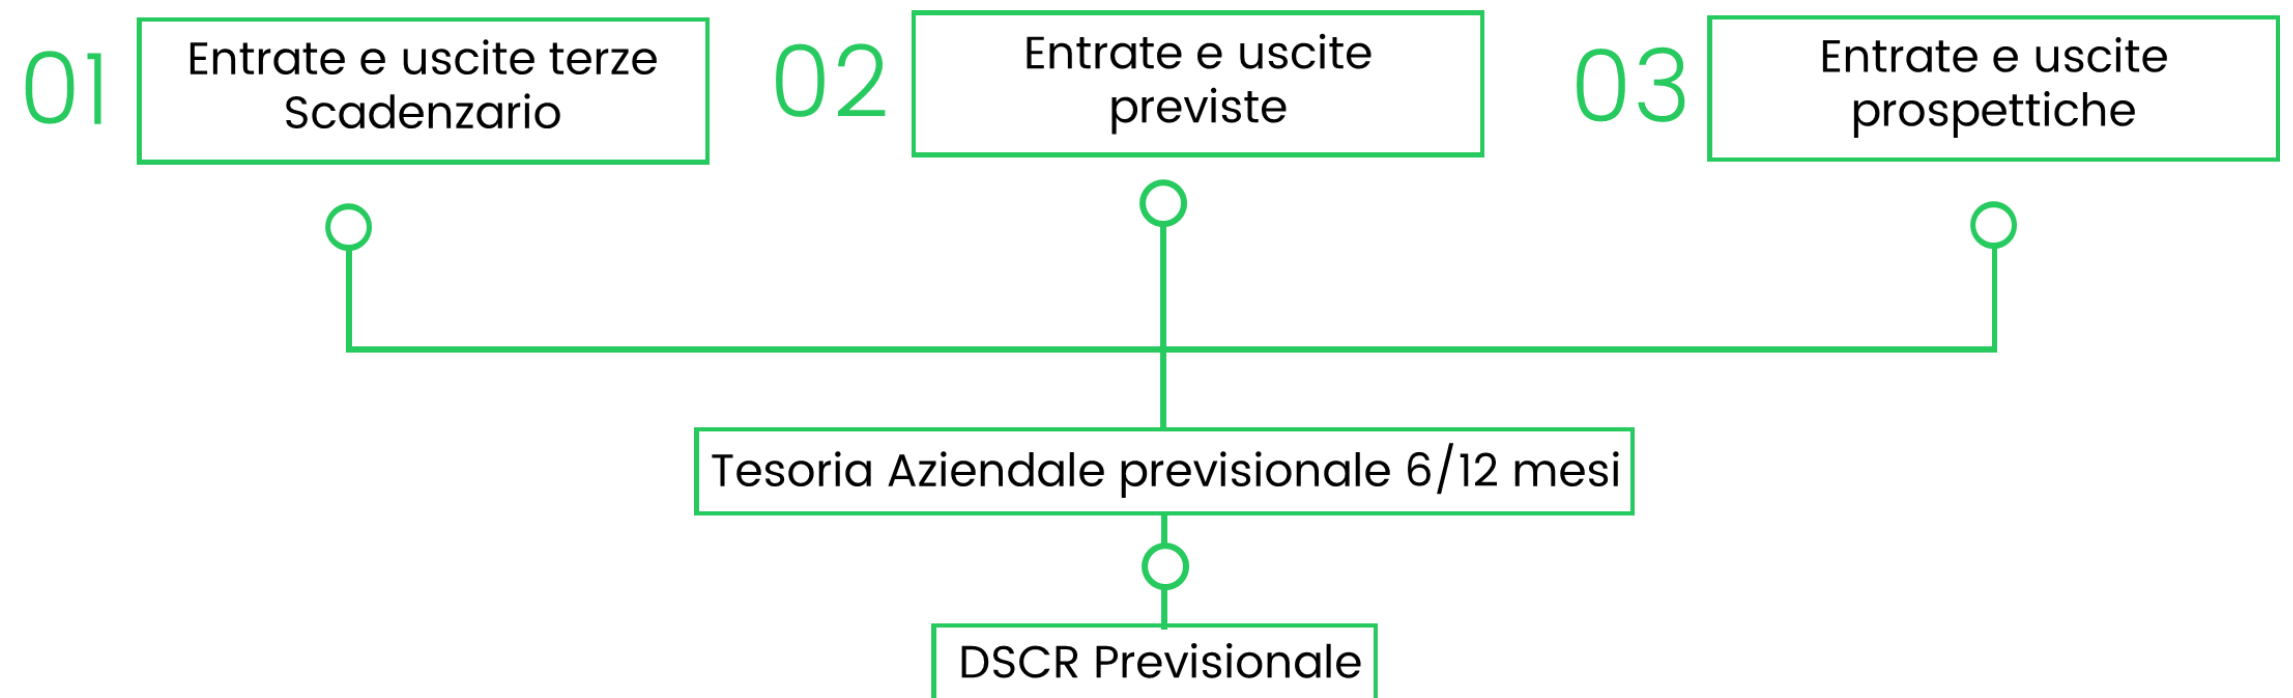 01
Entrate e uscite terze
Scadenzario
02
Entrate e uscite
previste
03
Entrate e uscite
prospettiche
Tesoria Aziendale previsionale 6/12 mesi
DSCR Previsionale